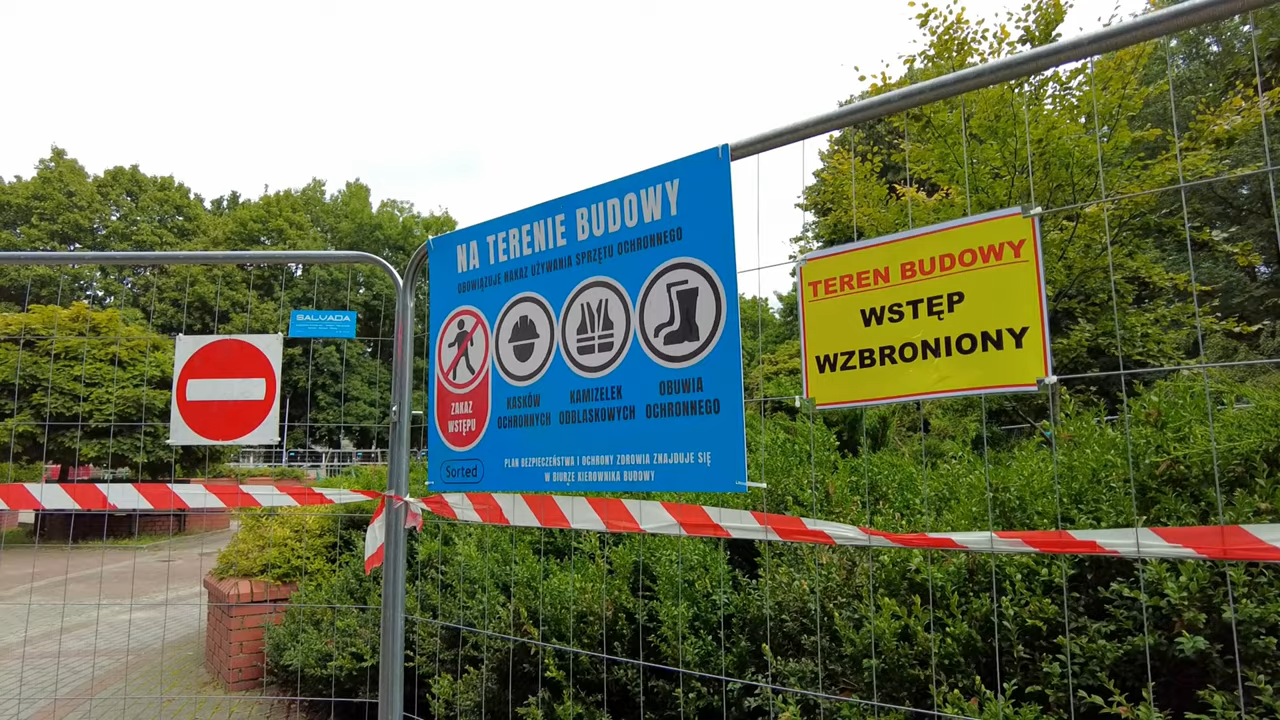 SALVADA
NA TERENIE BUDOWY
OBOWIĄZUJE NAKAZ UŻYWANIA SPRZĘTU OCHRONNEGO
ZAKAZ
WSTĘPU
KASKÓW
OCHRONNYCH
KAMIZELEK
ODBLASKOWYCH
OBUWIA
OCHRONNEGO
Sorted
PLAN BEZPIECZEŃSTWA I OCHRONY ZDROWIA ZNAJDUJE SIĘ
W BIURZE KIEROWNIKA BUDOWY
TEREN BUDOWY
WSTĘP
WZBRONIONY